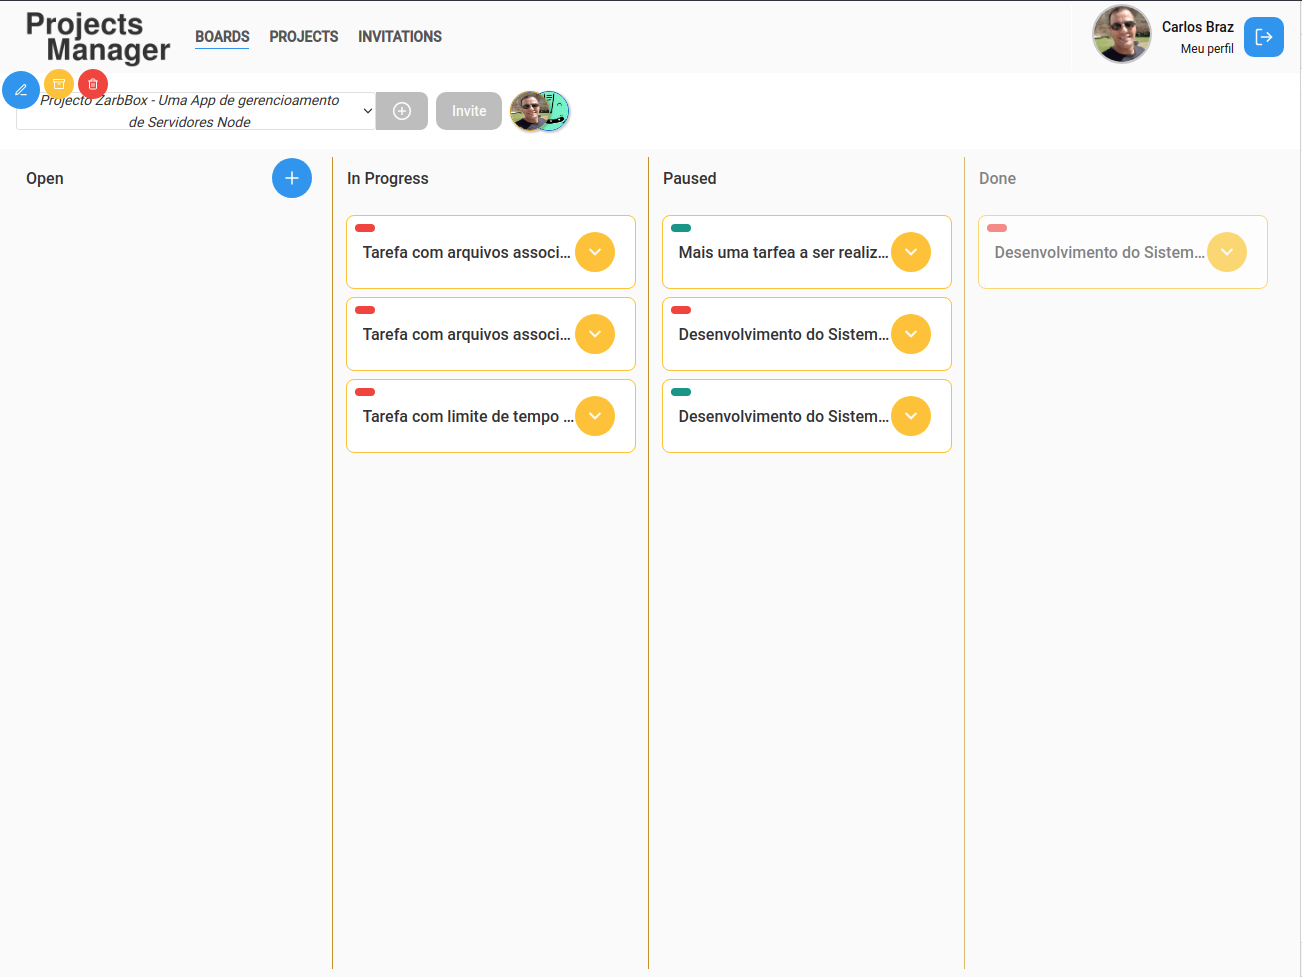 Projects
Manager
BOARDS
PROJECTS
INVITATIONS
Carlos Braz
Meu perfil
Projecto ZarbBox - Uma App de gerencioamento
de Servidores Node
Invite
Open
In Progress
Tarefa com arquivos associ...
Tarefa com arquivos associ...
Tarefa com limite de tempo ...
Paused
Mais uma tarfea a ser realiz...
Desenvolvimento do Sistem...
Desenvolvimento do Sistem...
Done
Desenvolvimento do Sistem...